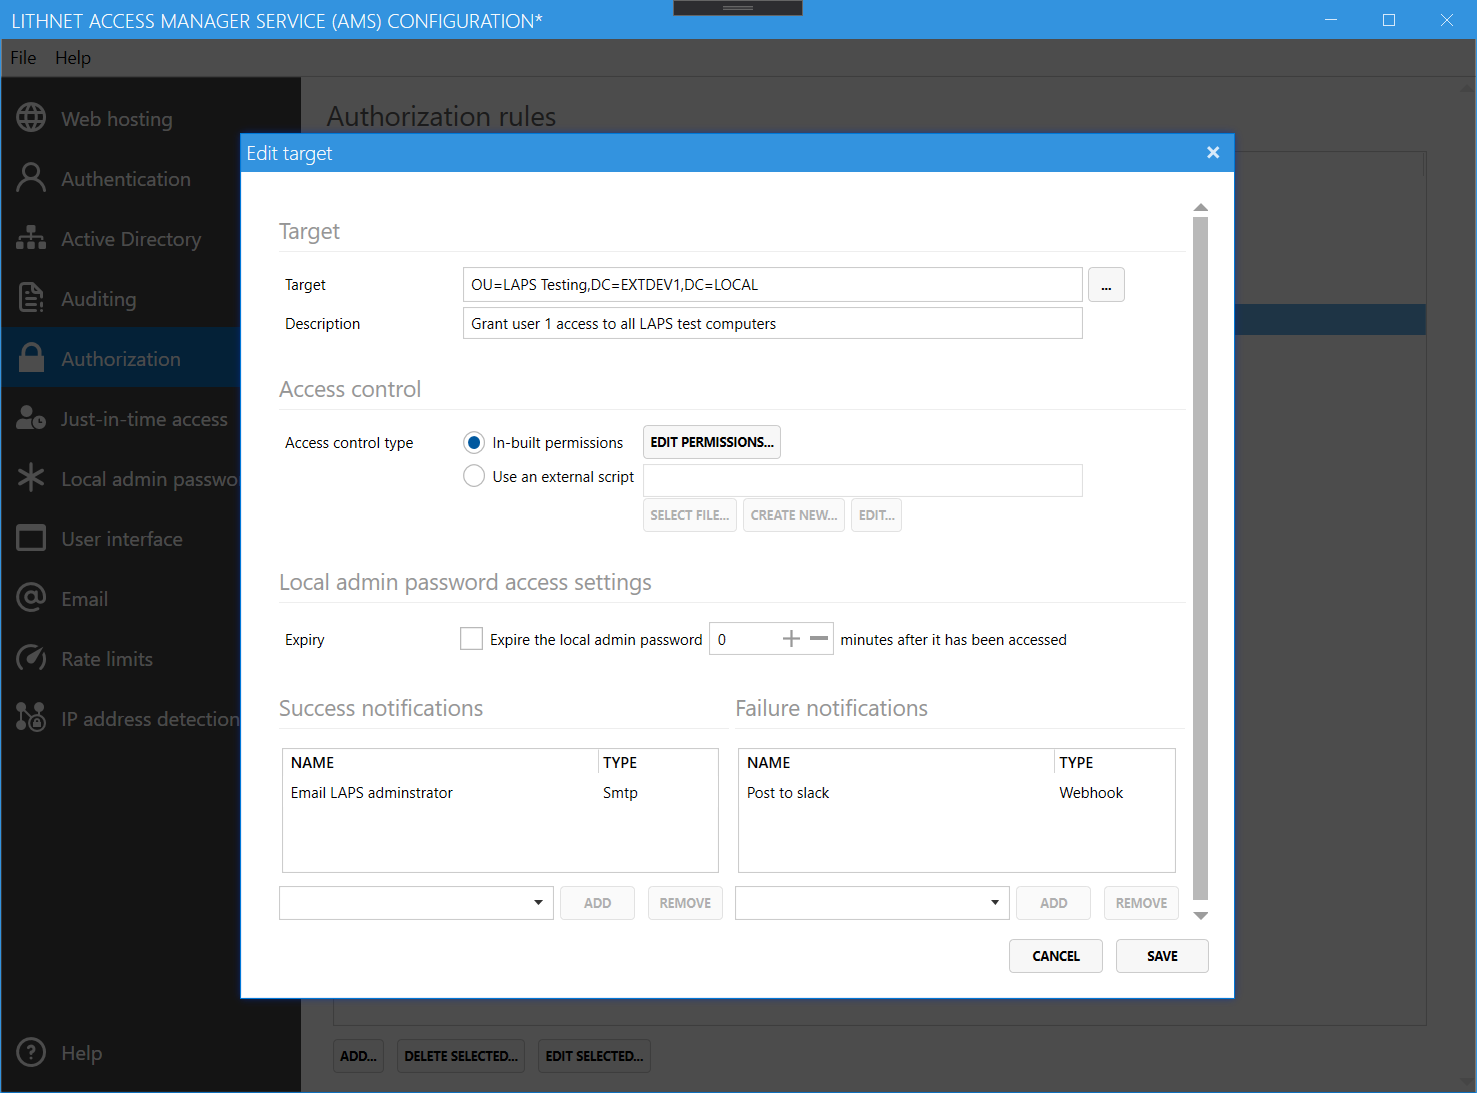 LITHNET ACCESS MANAGER SERVICE (AMS) CONFIGURATION*
File Help
Web hosting
Authentication
Active Directory
Auditing
Authorization
Just-in-time access
Local admin passwo
User interface
Email
Rate limits
IP address detection
Help
Authorization rules
Edit target
Target
Target OU=LAPS Testing,DC=EXTDEV1,DC=LOCAL ...
Description Grant user 1 access to all LAPS test computers
Access control
Access control type In-built permissions EDIT PERMISSIONS...
Use an external script
SELECT FILE... CREATE NEW... EDIT...
Local admin password access settings
Expiry Expire the local admin password 0 minutes after it has been accessed
Success notifications
NAME TYPE
Email LAPS adminstrator Smtp
ADD REMOVE
Failure notifications
NAME TYPE
Post to slack Webhook
ADD REMOVE
CANCEL SAVE
ADD... DELETE SELECTED... EDIT SELECTED...